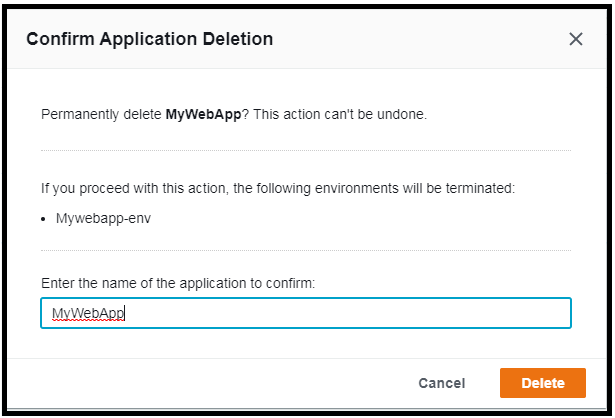 Confirm Application Deletion
Permanently delete MyWebApp? This action can't be undone.
If you proceed with this action, the following environments will be terminated:
• Mywebapp-env
Enter the name of the application to confirm:
MyWebApp
Cancel Delete